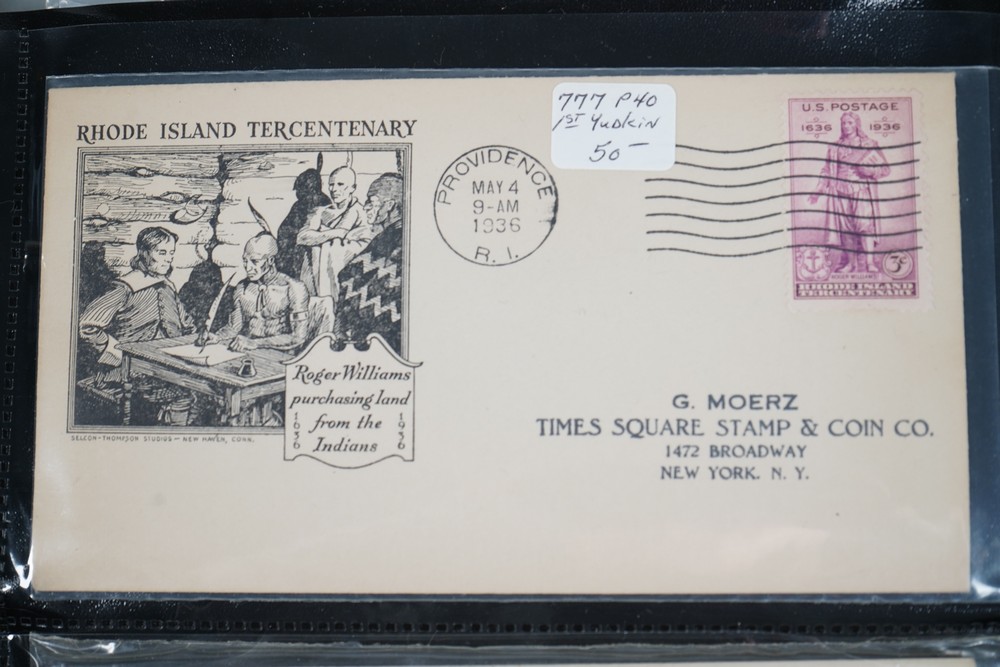 RHODE ISLAND TERCENTENARY
777 P40
1ST YUDKIN
50-
PROVIDENCE
MAY 4
9-AM
1936
R. I.
U.S. POSTAGE
1636 1936
3¢
ROGER WILLIAMS
RHODE ISLAND
TERCENTENARY
Roger Williams
purchasing land
from the
Indians
1636
1936
SELCON-THOMPSON STUDIOS - NEW HAVEN, CONN.
G. MOERZ
TIMES SQUARE STAMP & COIN CO.
1472 BROADWAY
NEW YORK. N. Y.